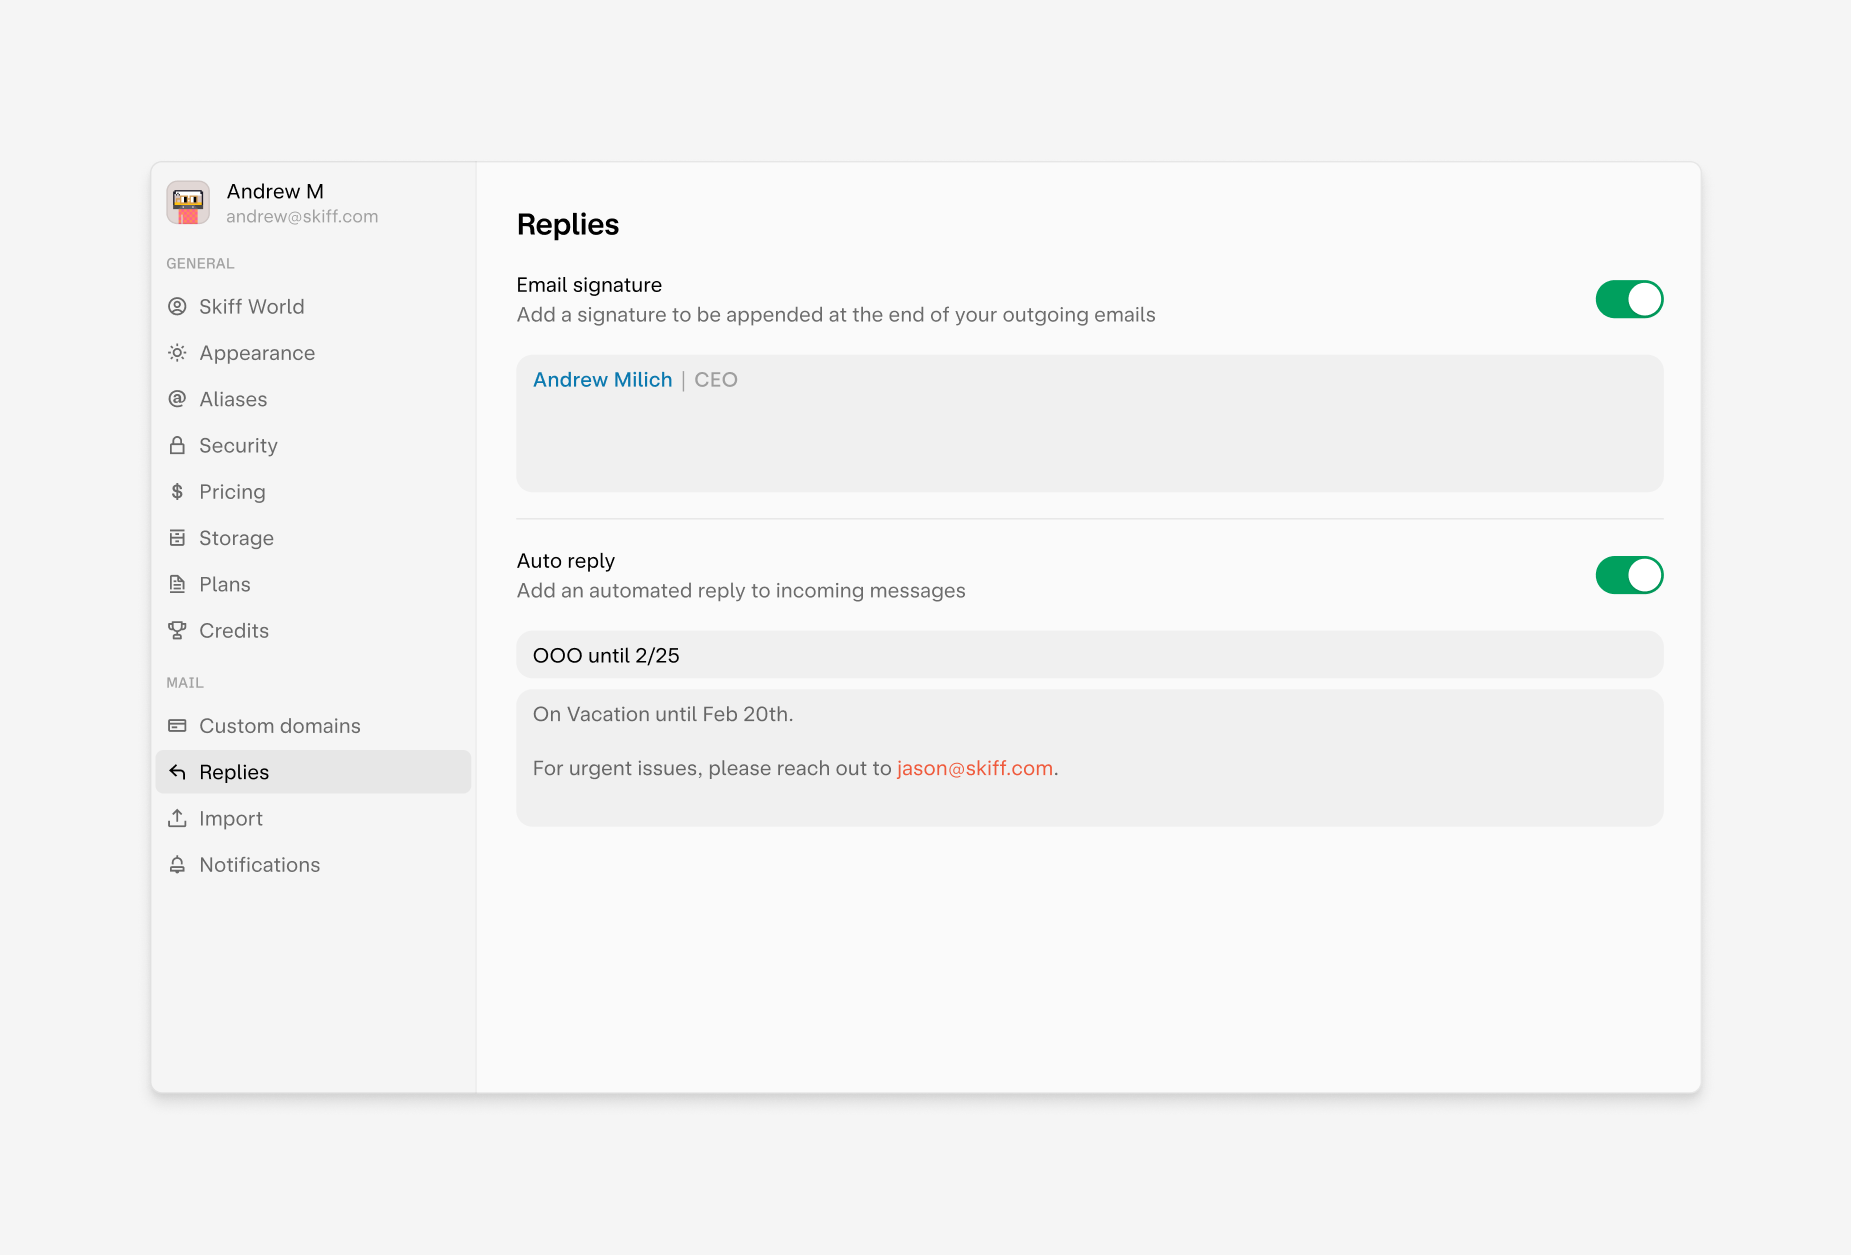 Andrew M
andrew@skiff.com
GENERAL
Skiff World
Appearance
Aliases
Security
Pricing
Storage
Plans
Credits
MAIL
Custom domains
Replies
Import
Notifications
Replies
Email signature
Add a signature to be appended at the end of your outgoing emails
Andrew Milich | CEO
Auto reply
Add an automated reply to incoming messages
OOO until 2/25
On Vacation until Feb 20th.
For urgent issues, please reach out to jason@skiff.com.